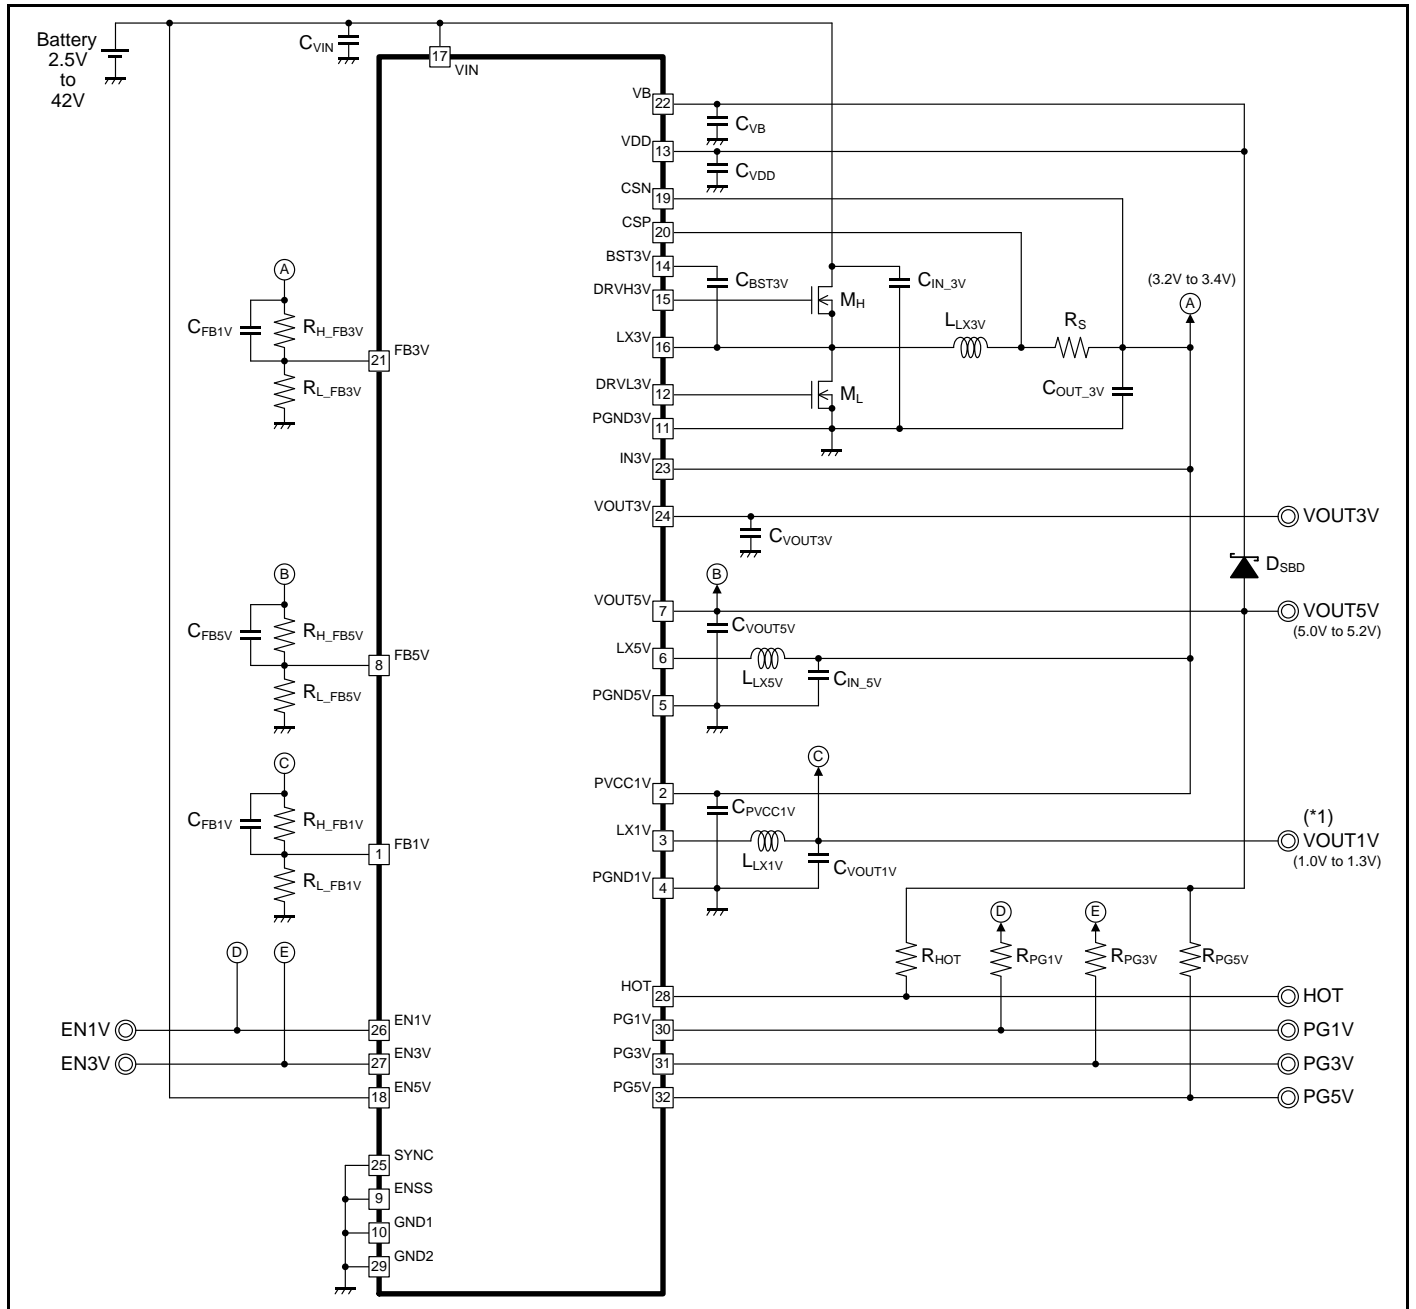 Battery
2.5V
to
42V
CVIN
17
VIN
VB
22
CVB
VDD
13
CVDD
CSN
19
CSP
20
BST3V
14
CBST3V
CIN_3V
(3.2V to 3.4V)
A
DRVH3V
15
MH
LX3V
16
LLX3V
RS
DRVL3V
12
ML
COUT_3V
PGND3V
11
IN3V
23
VOUT3V
24
CVOUT3V
VOUT3V
DSBD
B
VOUT5V
7
CVOUT5V
VOUT5V
(5.0V to 5.2V)
LX5V
6
LLX5V
CIN_5V
PGND5V
5
C
PVCC1V
2
CPVCC1V
LX1V
3
LLX1V
CVOUT1V
(*1)
VOUT1V
(1.0V to 1.3V)
PGND1V
4
D
E
RHOT
RPG1V
RPG3V
RPG5V
HOT
28
HOT
PG1V
30
PG1V
PG3V
31
PG3V
PG5V
32
PG5V
A
CFB1V
RH_FB3V
21
FB3V
RL_FB3V
B
CFB5V
RH_FB5V
8
FB5V
RL_FB5V
C
CFB1V
RH_FB1V
1
FB1V
RL_FB1V
D
E
EN1V
26
EN1V
EN3V
27
EN3V
18
EN5V
25
SYNC
9
ENSS
10
GND1
29
GND2